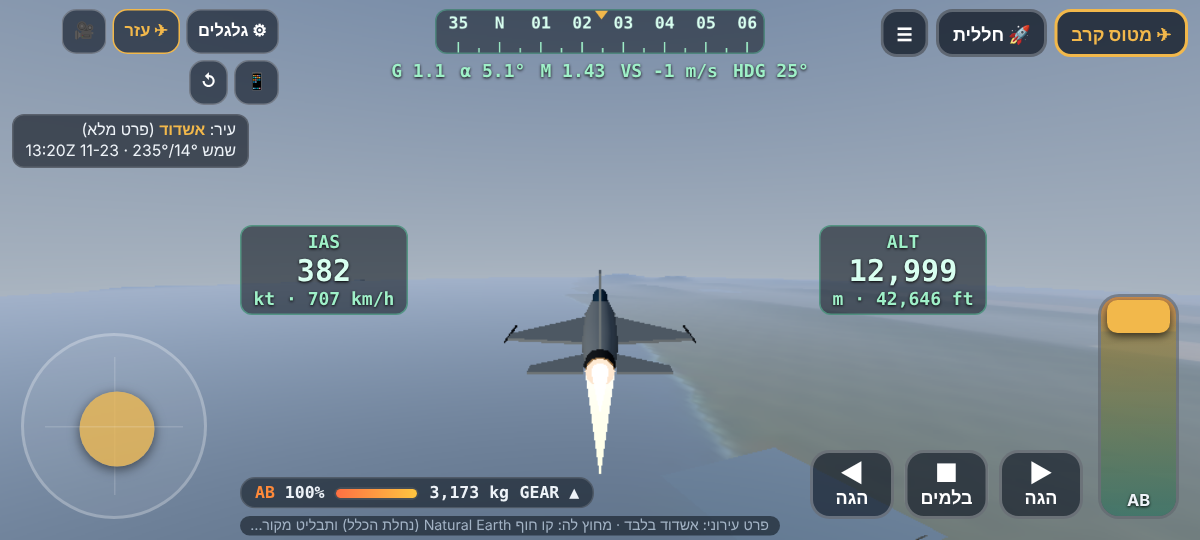 ⚙ גלגלים
✈ עזר
35 N 01 02 03 04 05 06
G 1.1 α 5.1° M 1.43 VS -1 m/s HDG 25°
☰
🚀 חללית
✈ מטוס קרב
עיר: אשדוד (פרט מלא)
שמש 235°/14° · 11-23 13:20Z
IAS
382
kt · 707 km/h
ALT
12,999
m · 42,646 ft
AB 100% 3,173 kg GEAR ▲
◀ הגה
■ בלמים
▶ הגה
AB
פרט עירוני: אשדוד בלבד · מחוץ לה: קו חוף Natural Earth (נחלת הכלל) ותבליט מקור...